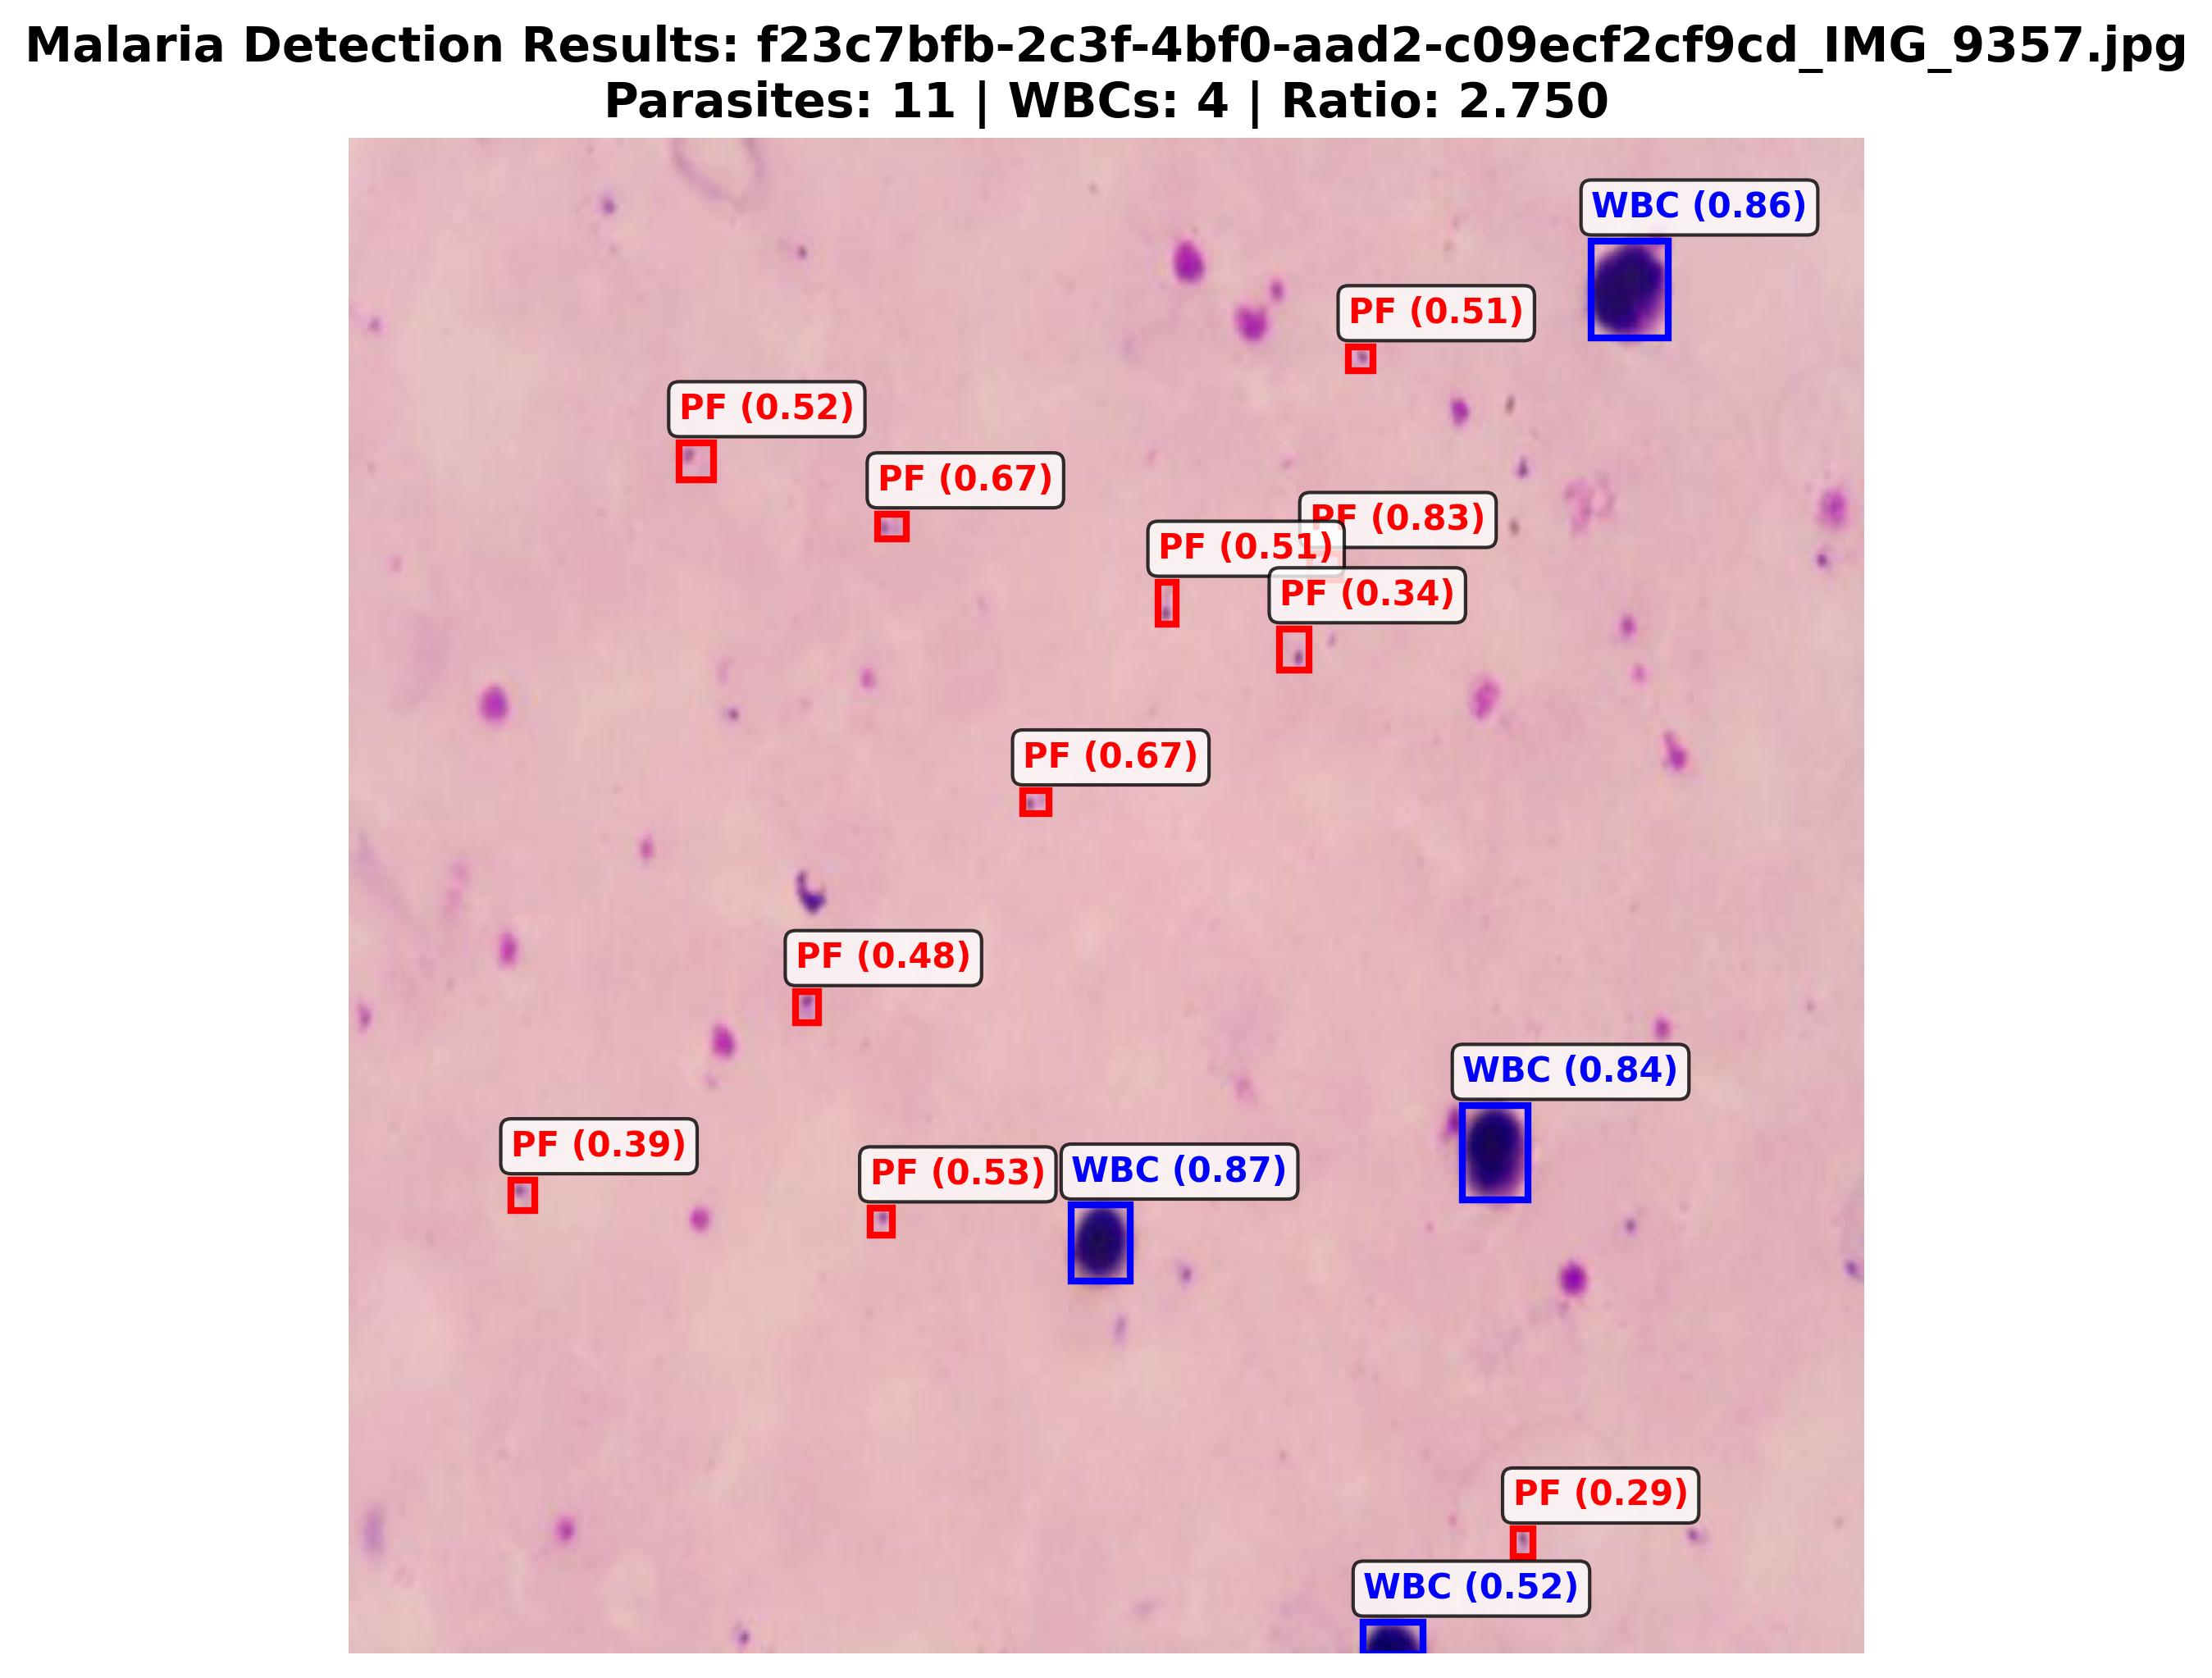 Malaria Detection Results: f23c7bfb-2c3f-4bf0-aad2-c09ecf2cf9cd_IMG_9357.jpg
Parasites: 11 | WBCs: 4 | Ratio: 2.750
WBC (0.86)
PF (0.51)
PF (0.52)
PF (0.67)
PF (0.83)
PF (0.51)
PF (0.34)
PF (0.67)
PF (0.48)
WBC (0.84)
PF (0.39)
PF (0.53)
WBC (0.87)
PF (0.29)
WBC (0.52)